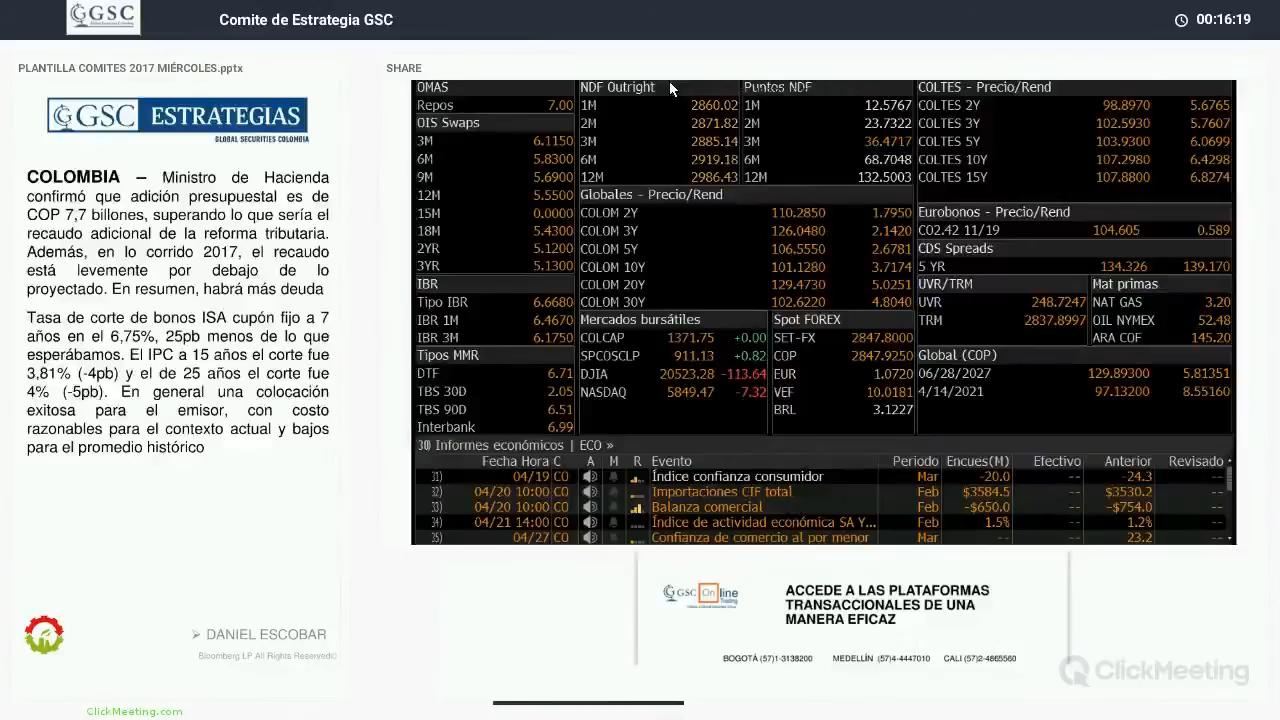 GSC
Comite de Estrategia GSC
00:16:19
PLANTILLA COMITES 2017 MIÉRCOLES.pptx
SHARE
GSC ESTRATEGIAS
GLOBAL SECURITIES COLOMBIA
COLOMBIA – Ministro de Hacienda
confirmó que adición presupuestal es de
COP 7,7 billones, superando lo que sería el
recaudo adicional de la reforma tributaria.
Además, en lo corrido 2017, el recaudo
está levemente por debajo de lo
proyectado. En resumen, habrá más deuda
Tasa de corte de bonos ISA cupón fijo a 7
años en el 6,75%, 25pb menos de lo que
esperábamos. El IPC a 15 años el corte fue
3,81% (-4pb) y el de 25 años el corte fue
4% (-5pb). En general una colocación
exitosa para el emisor, con costo
razonables para el contexto actual y bajos
para el promedio histórico
➢ DANIEL ESCOBAR
Bloomberg LP All Rights Reserved©
ClickMeeting.com
OMAS
Repos 7.00
OIS Swaps
3M 6.1150
6M 5.8300
9M 5.6900
12M 5.5500
15M 0.0000
18M 5.4300
2YR 5.1200
3YR 5.1300
IBR
Tipo IBR 6.6680
IBR 1M 6.4670
IBR 3M 6.1750
Tipos MMR
DTF 6.71
TBS 30D 2.05
TBS 90D 6.51
Interbank 6.99
NDF Outright
1M 2860.02
2M 2871.82
3M 2885.14
6M 2919.18
12M 2986.43
Puntos NDF
1M 12.5767
2M 23.7322
3M 36.4717
6M 68.7048
12M 132.5003
Globales - Precio/Rend
COLOM 2Y 110.2850 1.7950
COLOM 3Y 126.0480 2.1420
COLOM 5Y 106.5550 2.6781
COLOM 10Y 101.1280 3.7174
COLOM 20Y 129.4730 5.0251
COLOM 30Y 102.6220 4.8040
Mercados bursátiles
COLCAP 1371.75 +0.00
SPCOSCLP 911.13 +0.82
DJIA 20523.28 -113.64
NASDAQ 5849.47 -7.32
Spot FOREX
SET-FX 2847.8000
COP 2847.9250
EUR 1.0720
VEF 10.0181
BRL 3.1227
COLTES - Precio/Rend
COLTES 2Y 98.8970 5.6765
COLTES 3Y 102.5930 5.7607
COLTES 5Y 103.9300 6.0699
COLTES 10Y 107.2980 6.4298
COLTES 15Y 107.8800 6.8274
Eurobonos - Precio/Rend
CO2.42 11/19 104.605 0.589
CDS Spreads
5 YR 134.326 139.170
UVR/TRM
UVR 248.7247
TRM 2837.8997
Mat primas
NAT GAS 3.20
OIL NYMEX 52.48
ARA COF 145.20
Global (COP)
06/28/2027 129.89300 5.81351
4/14/2021 97.13200 8.55160
30) Informes económicos | ECO »
Fecha Hora C A M R Evento Periodo Encues(M) Efectivo Anterior Revisado
31) 04/19 CO Índice confianza consumidor Mar -20.0 -- -24.3 --
32) 04/20 10:00 CO Importaciones CIF total Feb $3584.5 -- $3530.2 --
33) 04/20 10:00 CO Balanza comercial Feb -$650.0 -- -$754.0 --
34) 04/21 14:00 CO Índice de actividad económica SA Y... Feb 1.5% -- 1.2% --
35) 04/27 CO Confianza de comercio al por menor Mar -- -- 23.2 --
GSC Online
ACCEDE A LAS PLATAFORMAS
TRANSACCIONALES DE UNA
MANERA EFICAZ
BOGOTÁ (57)1-3138200 MEDELLÍN (57)4-4447010 CALI (57)2-4865560
ClickMeeting